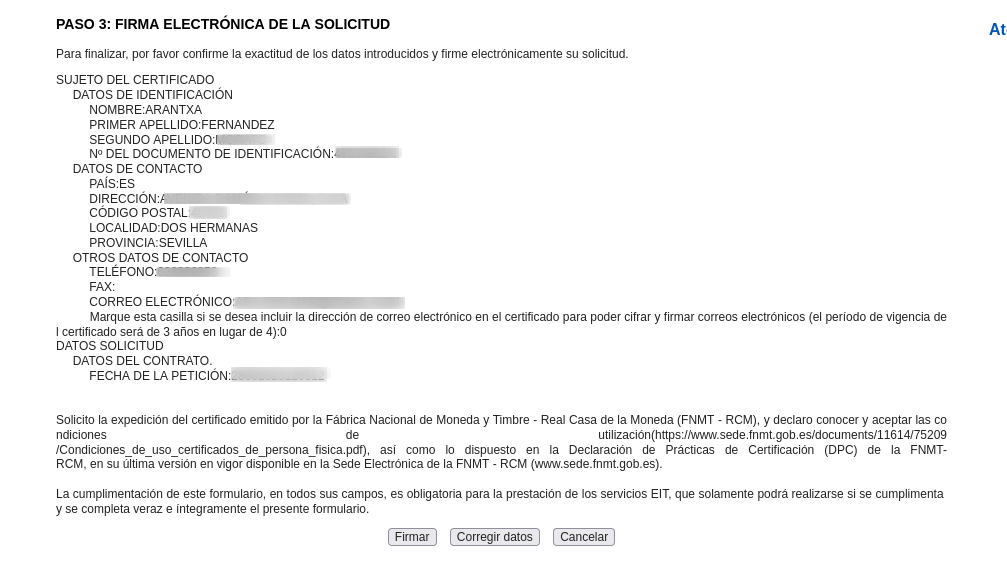 PASO 3: FIRMA ELECTRÓNICA DE LA SOLICITUD
At
Para finalizar, por favor confirme la exactitud de los datos introducidos y firme electrónicamente su solicitud.
SUJETO DEL CERTIFICADO
DATOS DE IDENTIFICACIÓN
NOMBRE:ARANTXA
PRIMER APELLIDO:FERNANDEZ
SEGUNDO APELLIDO:
Nº DEL DOCUMENTO DE IDENTIFICACIÓN:
DATOS DE CONTACTO
PAÍS:ES
DIRECCIÓN:
CÓDIGO POSTAL:
LOCALIDAD:DOS HERMANAS
PROVINCIA:SEVILLA
OTROS DATOS DE CONTACTO
TELÉFONO:
FAX:
CORREO ELECTRÓNICO:
Marque esta casilla si se desea incluir la dirección de correo electrónico en el certificado para poder cifrar y firmar correos electrónicos (el período de vigencia de
l certificado será de 3 años en lugar de 4):0
DATOS SOLICITUD
DATOS DEL CONTRATO.
FECHA DE LA PETICIÓN:
Solicito la expedición del certificado emitido por la Fábrica Nacional de Moneda y Timbre - Real Casa de la Moneda (FNMT - RCM), y declaro conocer y aceptar las co
ndiciones de utilización(https://www.sede.fnmt.gob.es/documents/11614/75209
/Condiciones_de_uso_certificados_de_persona_fisica.pdf), así como lo dispuesto en la Declaración de Prácticas de Certificación (DPC) de la FNMT-
RCM, en su última versión en vigor disponible en la Sede Electrónica de la FNMT - RCM (www.sede.fnmt.gob.es).
La cumplimentación de este formulario, en todos sus campos, es obligatoria para la prestación de los servicios EIT, que solamente podrá realizarse si se cumplimenta
y se completa veraz e íntegramente el presente formulario.
Firmar Corregir datos Cancelar